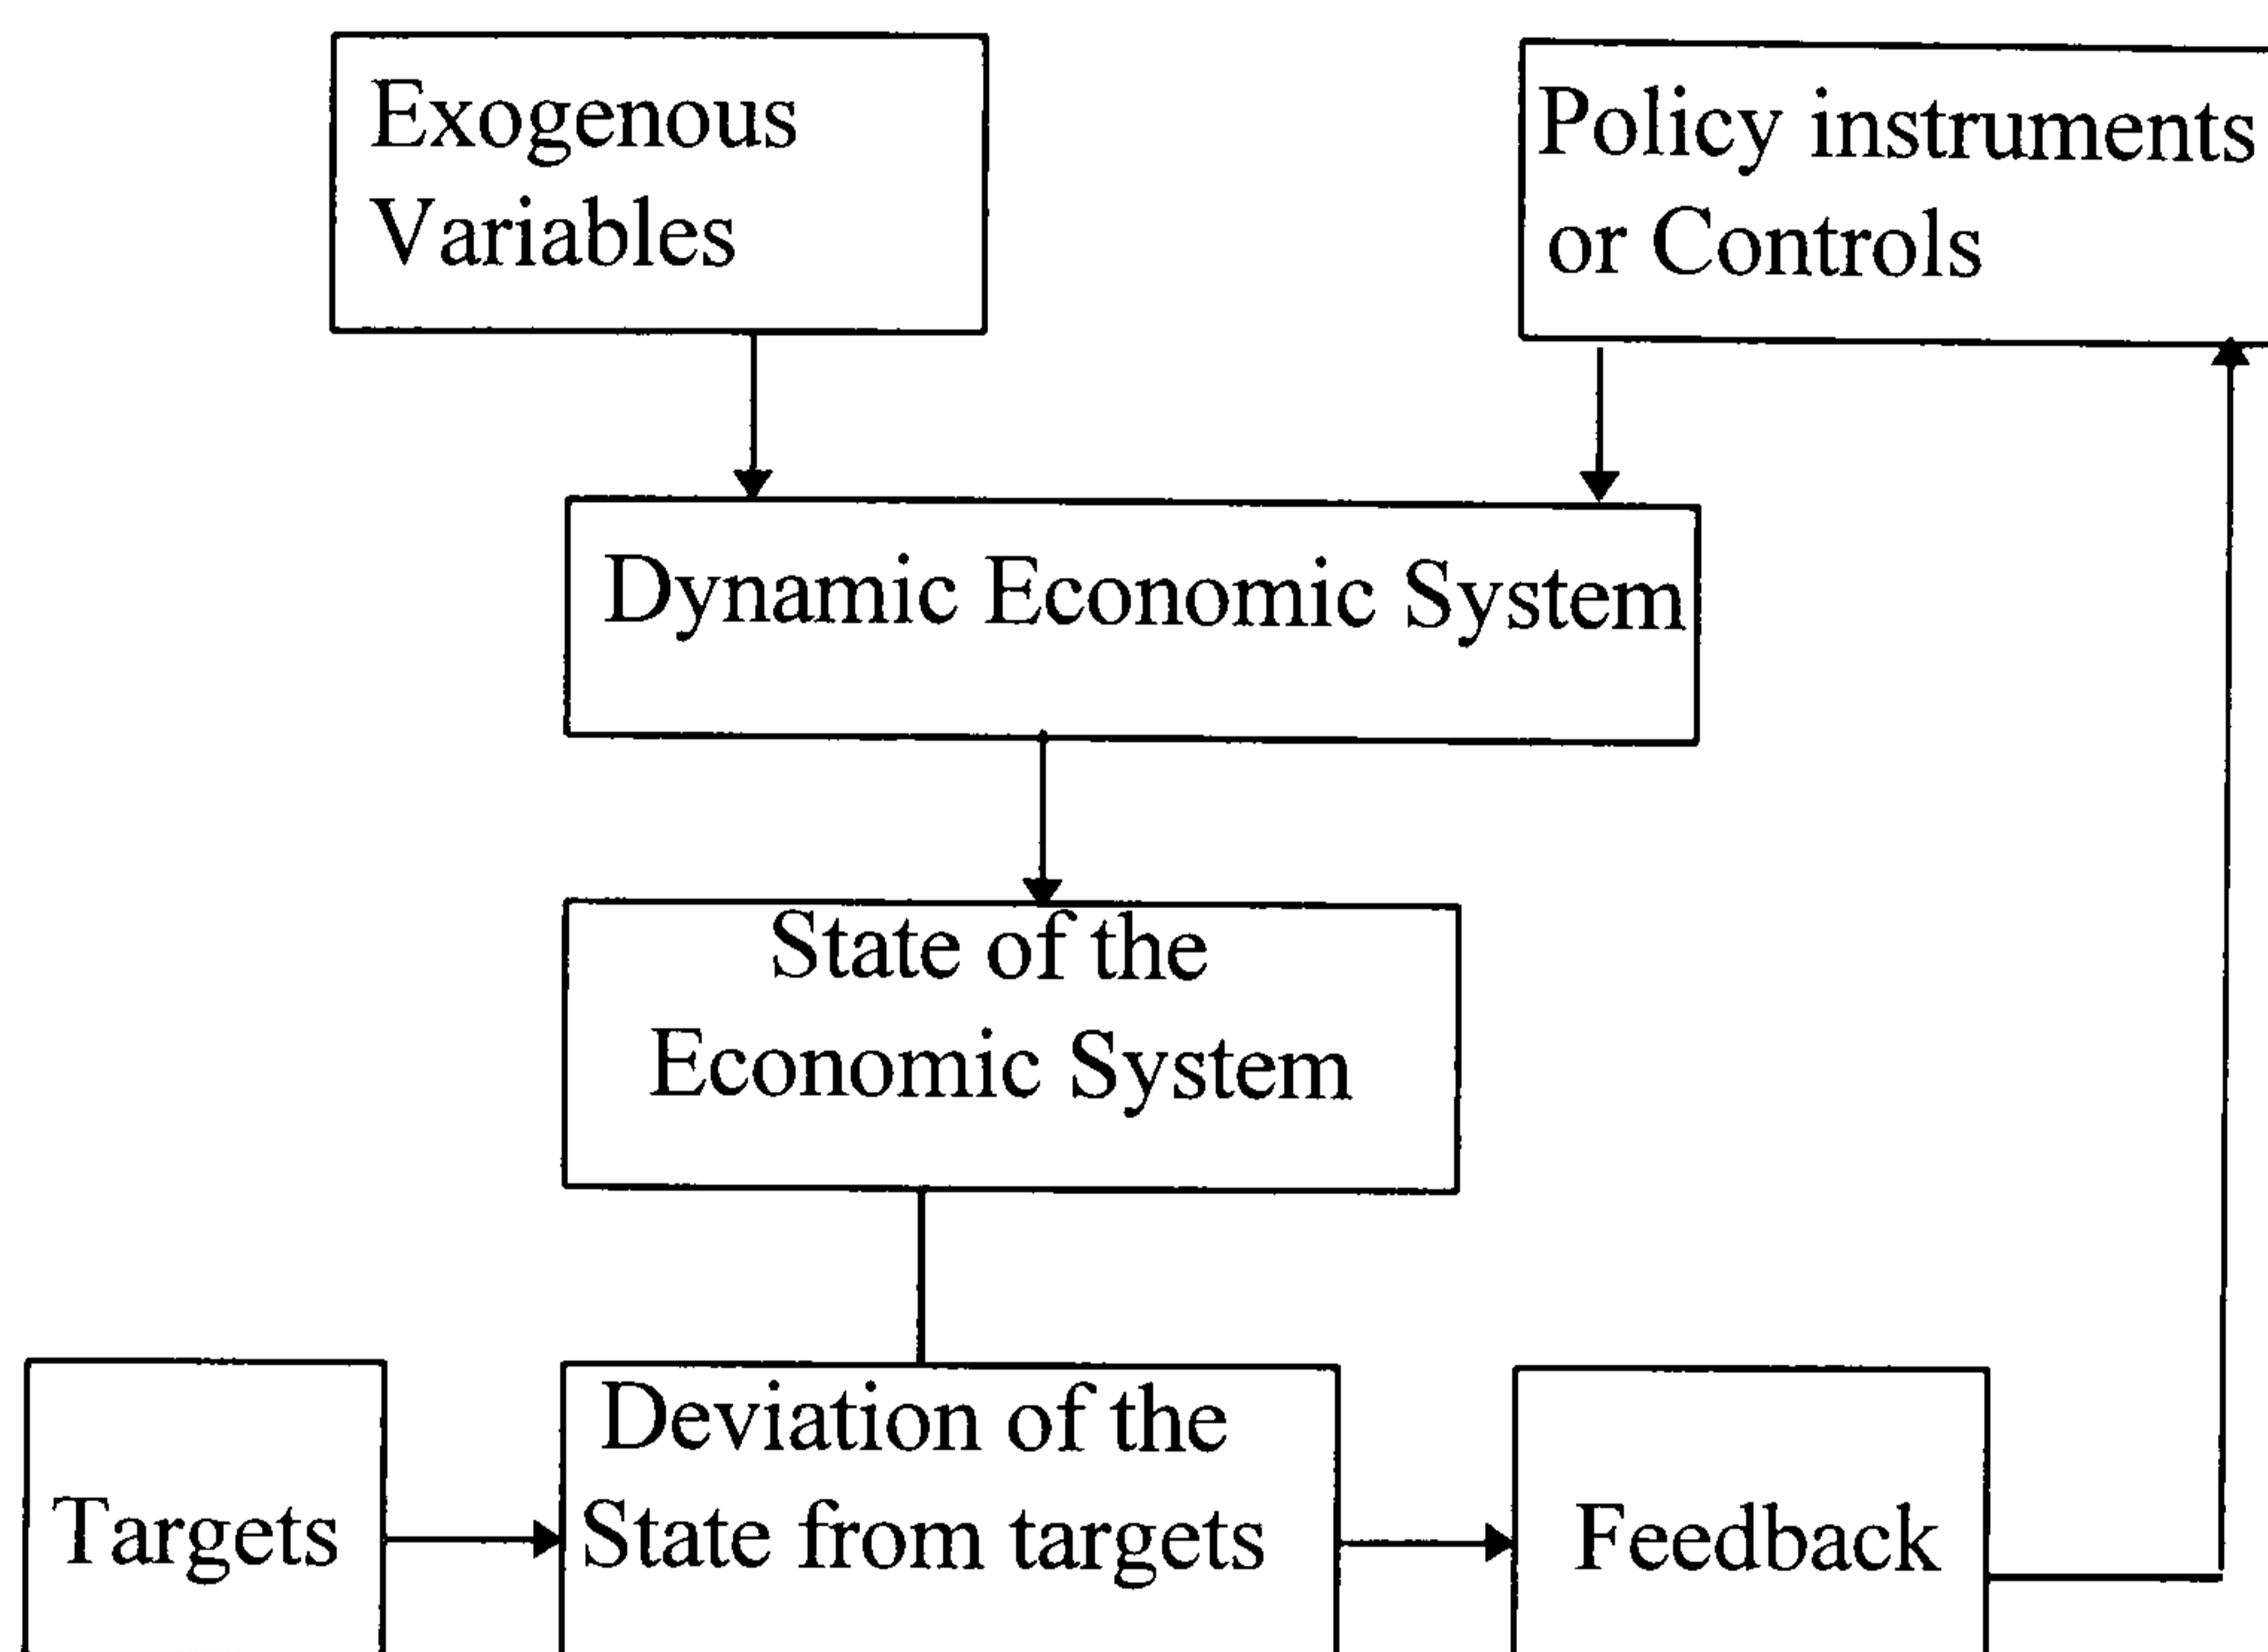 Exogenous
Variables
Policy instruments
or Controls
Dynamic Economic System
State of the
Economic System
Targets
Deviation of the
State from targets
Feedback